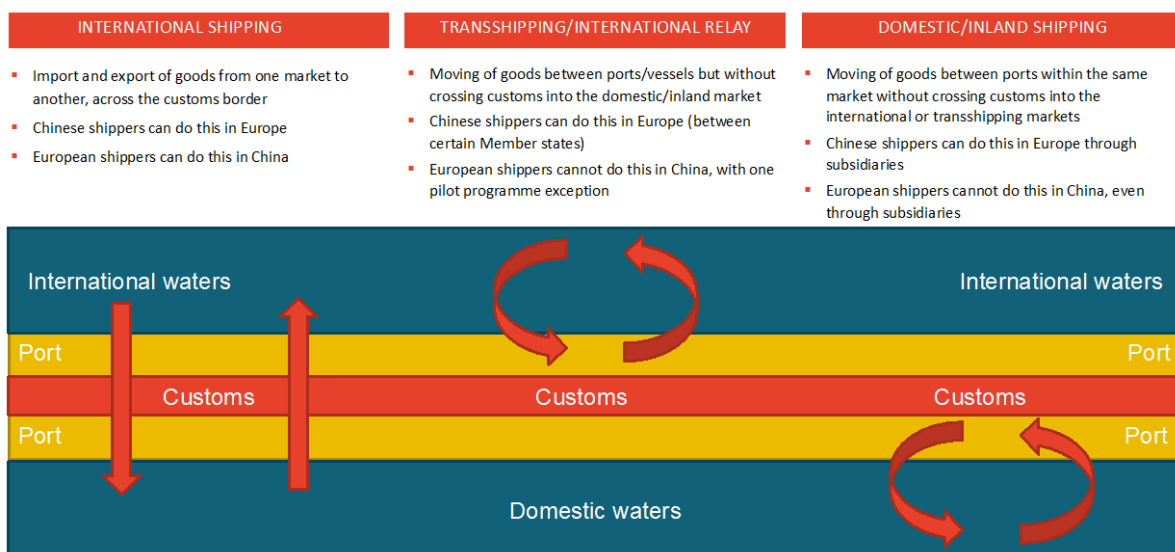 INTERNATIONAL SHIPPING
▪ Import and export of goods from one market to
another, across the customs border
▪ Chinese shippers can do this in Europe
▪ European shippers can do this in China
TRANSSHIPPING/INTERNATIONAL RELAY
▪ Moving of goods between ports/vessels but without
crossing customs into the domestic/inland market
▪ Chinese shippers can do this in Europe (between
certain Member states)
▪ European shippers cannot do this in China, with one
pilot programme exception
DOMESTIC/INLAND SHIPPING
▪ Moving of goods between ports within the same
market without crossing customs into the
international or transshipping markets
▪ Chinese shippers can do this in Europe through
subsidiaries
▪ European shippers cannot do this in China, even
through subsidiaries
International waters
International waters
Port
Port
Customs
Customs
Customs
Port
Port
Domestic waters